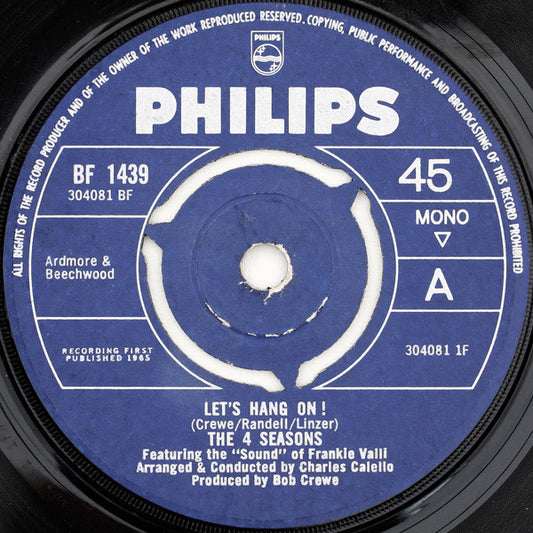 ALL RIGHTS OF THE RECORD PRODUCER AND OF THE OWNER OF THE WORK REPRODUCED RESERVED. COPYING, PUBLIC PERFORMANCE AND BROADCASTING OF THIS RECORD PROHIBITED
PHILIPS
PHILIPS
BF 1439
304081 BF
45
MONO
Ardmore &
Beechwood
A
RECORDING FIRST
PUBLISHED 1965
304081 1F
LET'S HANG ON!
(Crewe/Randell/Linzer)
THE 4 SEASONS
Featuring the "Sound" of Frankie Valli
Arranged & Conducted by Charles Calello
Produced by Bob Crewe